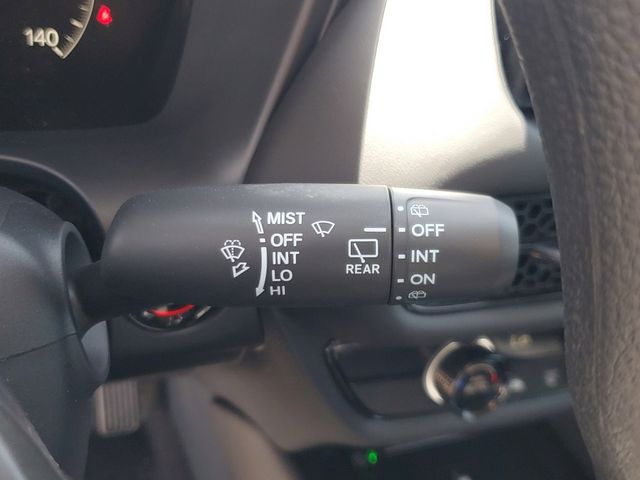 140
MIST
OFF
INT
LO
HI
REAR
OFF
INT
ON